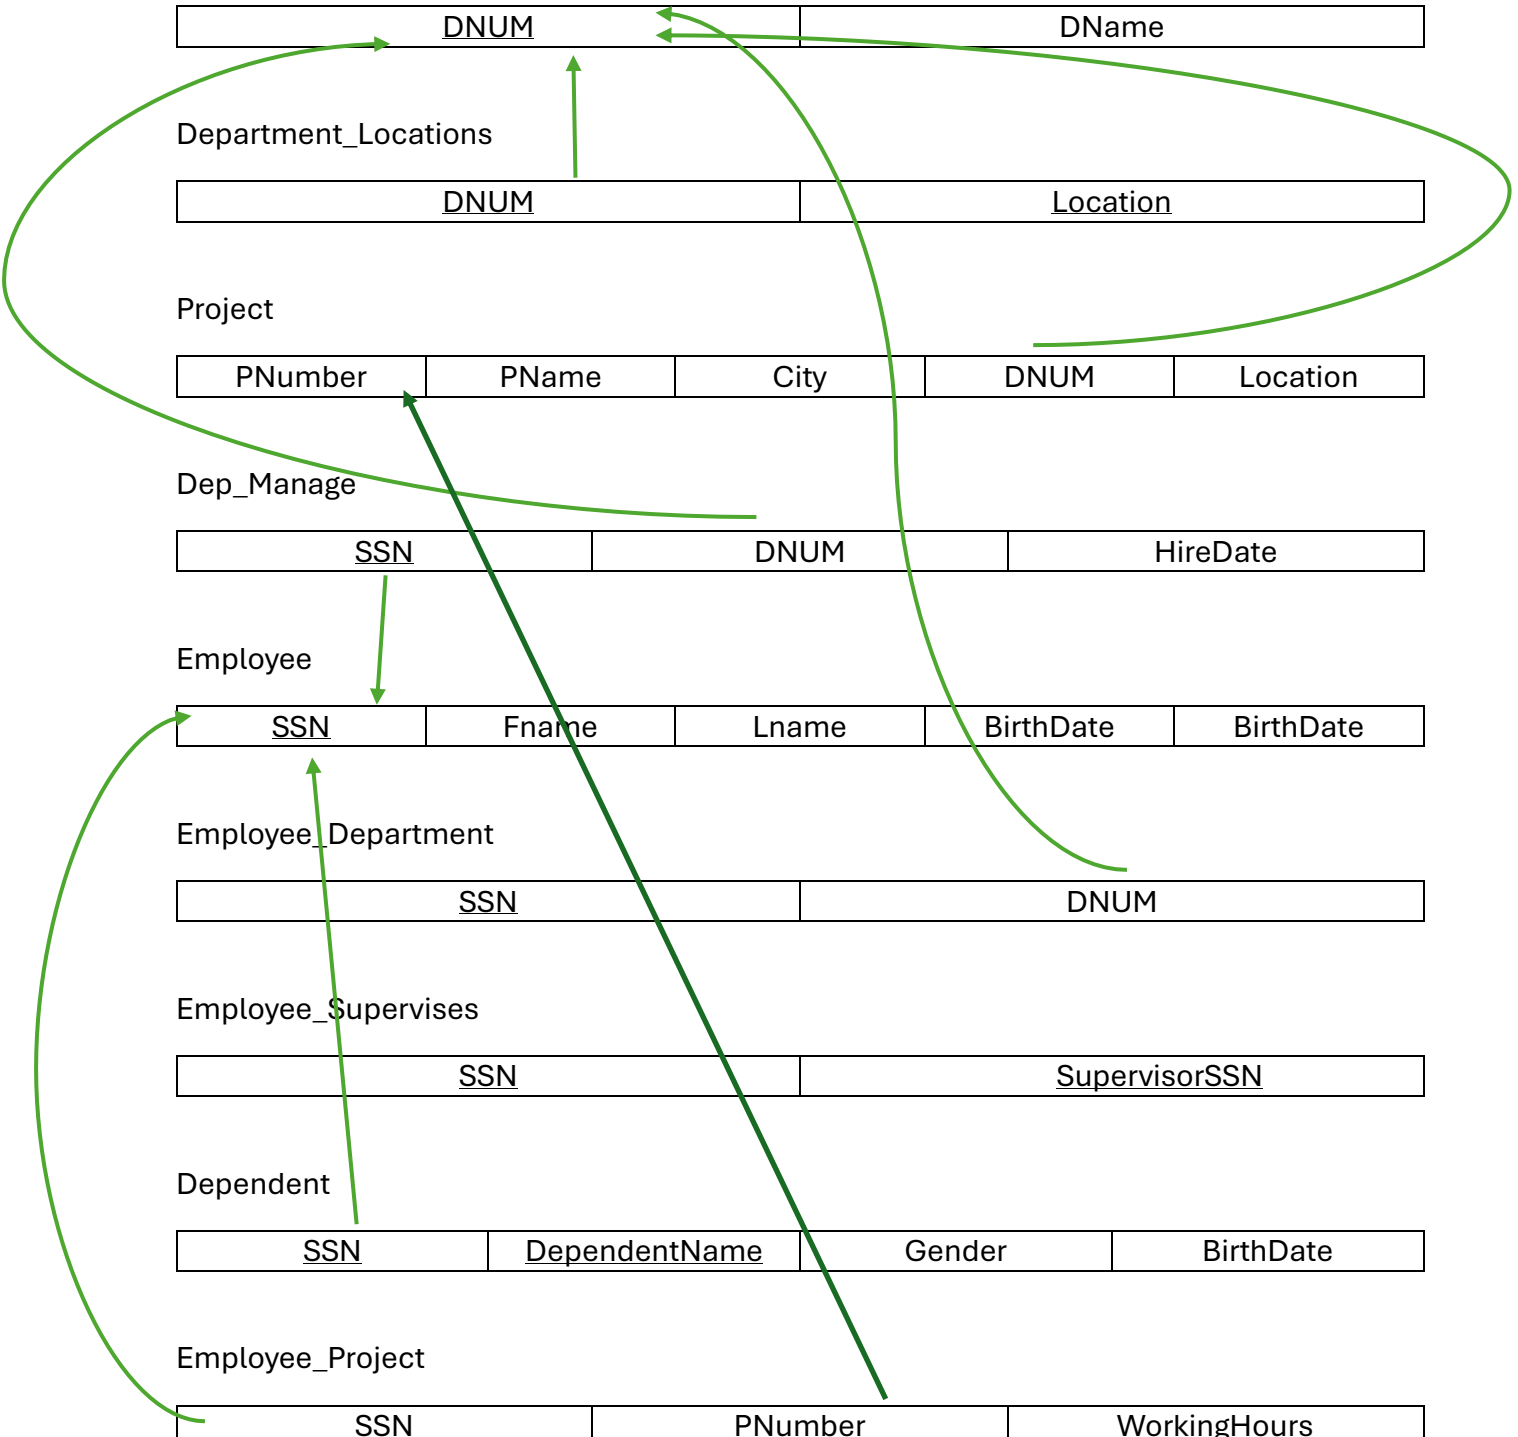 DNUM DName
Department_Locations
DNUM Location
Project
PNumber PName City DNUM Location
Dep_Manage
SSN DNUM HireDate
Employee
SSN Fname Lname BirthDate BirthDate
Employee_Department
SSN DNUM
Employee_Supervises
SSN SupervisorSSN
Dependent
SSN DependentName Gender BirthDate
Employee_Project
SSN PNumber WorkingHours